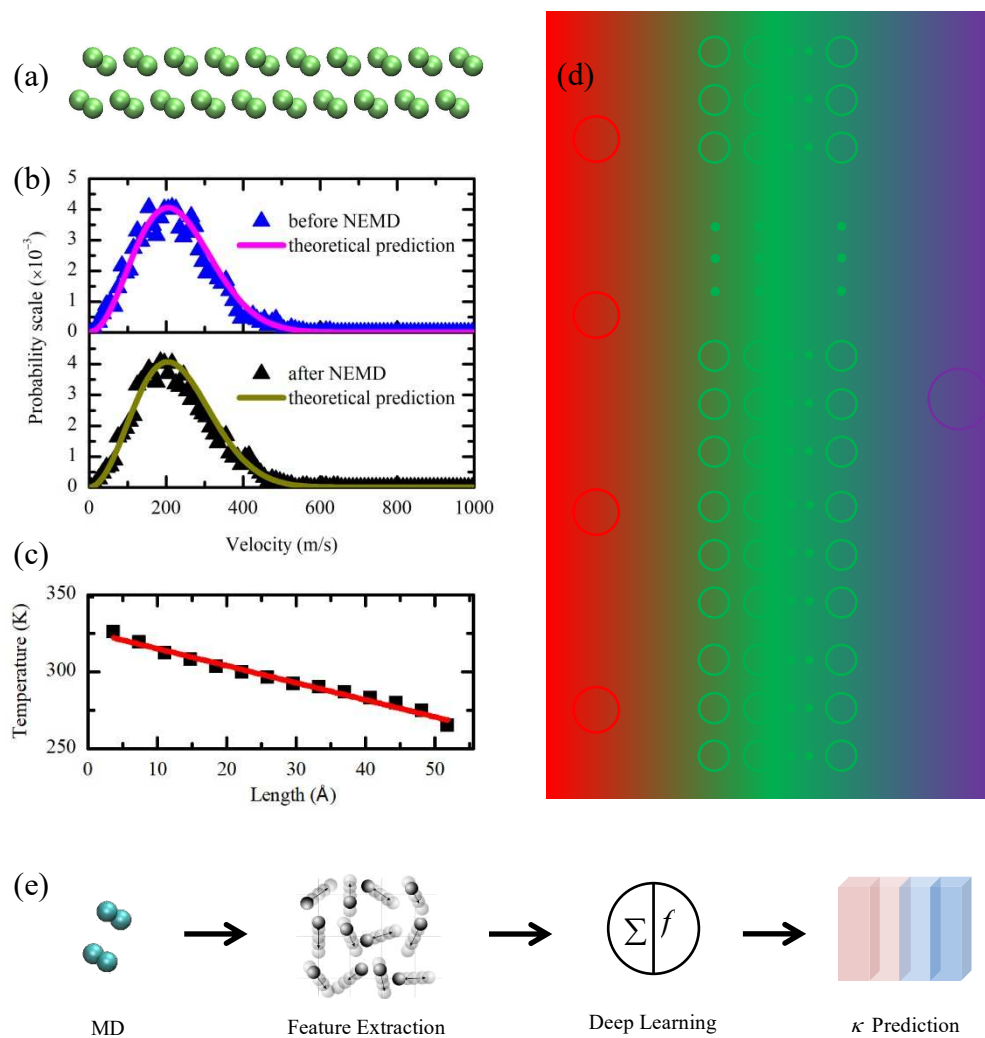 (a)
(b)
5
4
3
2
1
0
4
3
2
1
0
Probability scale (×10⁻³)
before NEMD
theoretical prediction
after NEMD
theoretical prediction
0 200 400 600 800 1000
Velocity (m/s)
(c)
350
300
250
Temperature (K)
0 10 20 30 40 50
Length (Å)
(d)
(e)
Σ f
MD
Feature Extraction
Deep Learning
κ Prediction